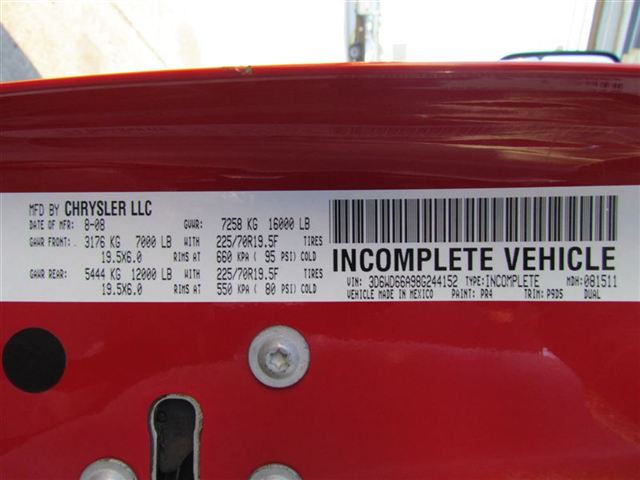 MFD BY CHRYSLER LLC
DATE OF MFR: 8-08 GVWR: 7258 KG 16000 LB
GAWR FRONT: 3176 KG 7000 LB WITH 225/70R19.5F TIRES
19.5X6.0 RIMS AT 660 KPA ( 95 PSI) COLD
GAWR REAR: 5444 KG 12000 LB WITH 225/70R19.5F TIRES
19.5X6.0 RIMS AT 550 KPA ( 80 PSI) COLD
INCOMPLETE VEHICLE
VIN: 3D6WD66A98G244152 TYPE: INCOMPLETE MDH: 081511
VEHICLE MADE IN MEXICO PAINT: PR4 TRIM: P9D5 DUAL